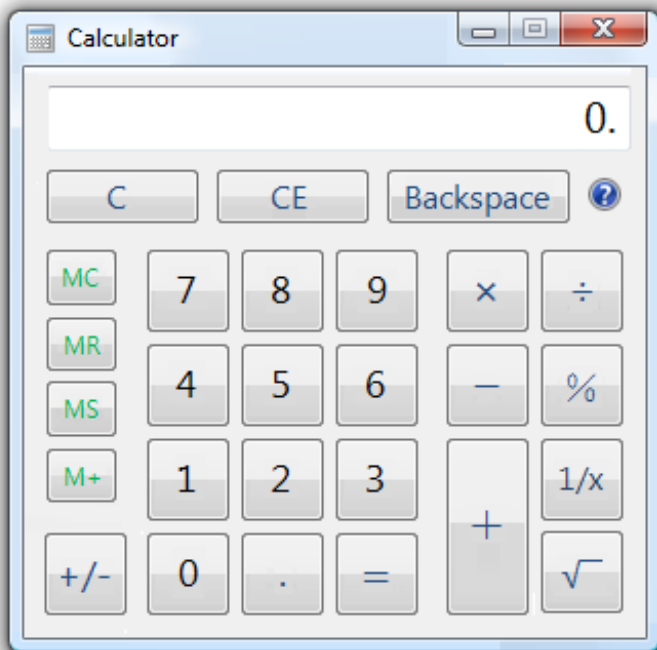 Calculator
0.
C CE Backspace ?
MC 7 8 9 × ÷
MR 4 5 6 − %
MS
M+ 1 2 3 + 1/x
+/- 0 . = √